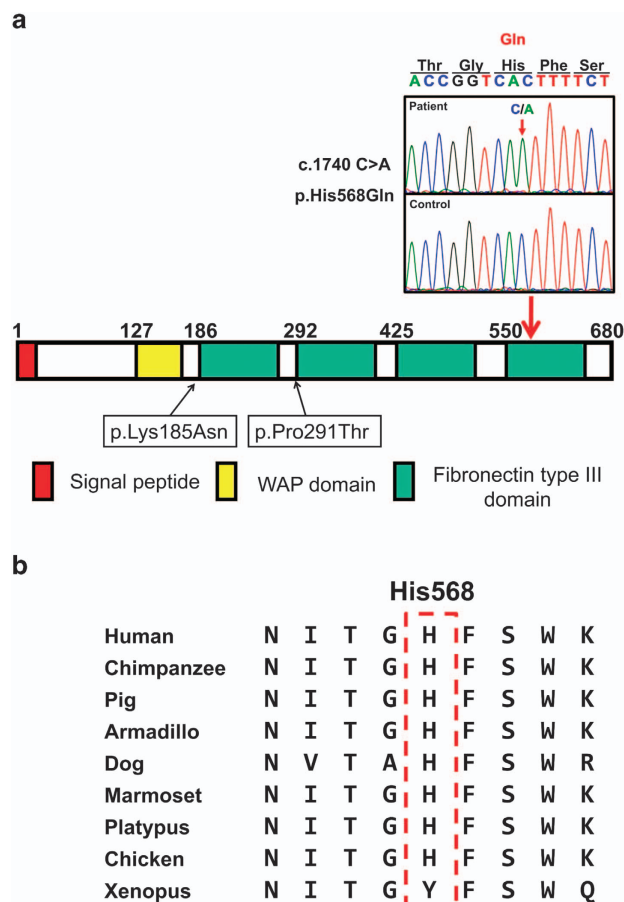 a
Gln
Thr Gly His Phe Ser
ACCGGTCACTTTTCT
Patient
C/A
c.1740 C>A
p.His568Gln
Control
1 127 186 292 425 550 680
p.Lys185Asn p.Pro291Thr
Signal peptide WAP domain Fibronectin type III
domain
b
His568
Human N I T G H F S W K
Chimpanzee N I T G H F S W K
Pig N I T G H F S W K
Armadillo N I T G H F S W K
Dog N V T A H F S W R
Marmoset N I T G H F S W K
Platypus N I T G H F S W K
Chicken N I T G H F S W K
Xenopus N I T G Y F S W Q